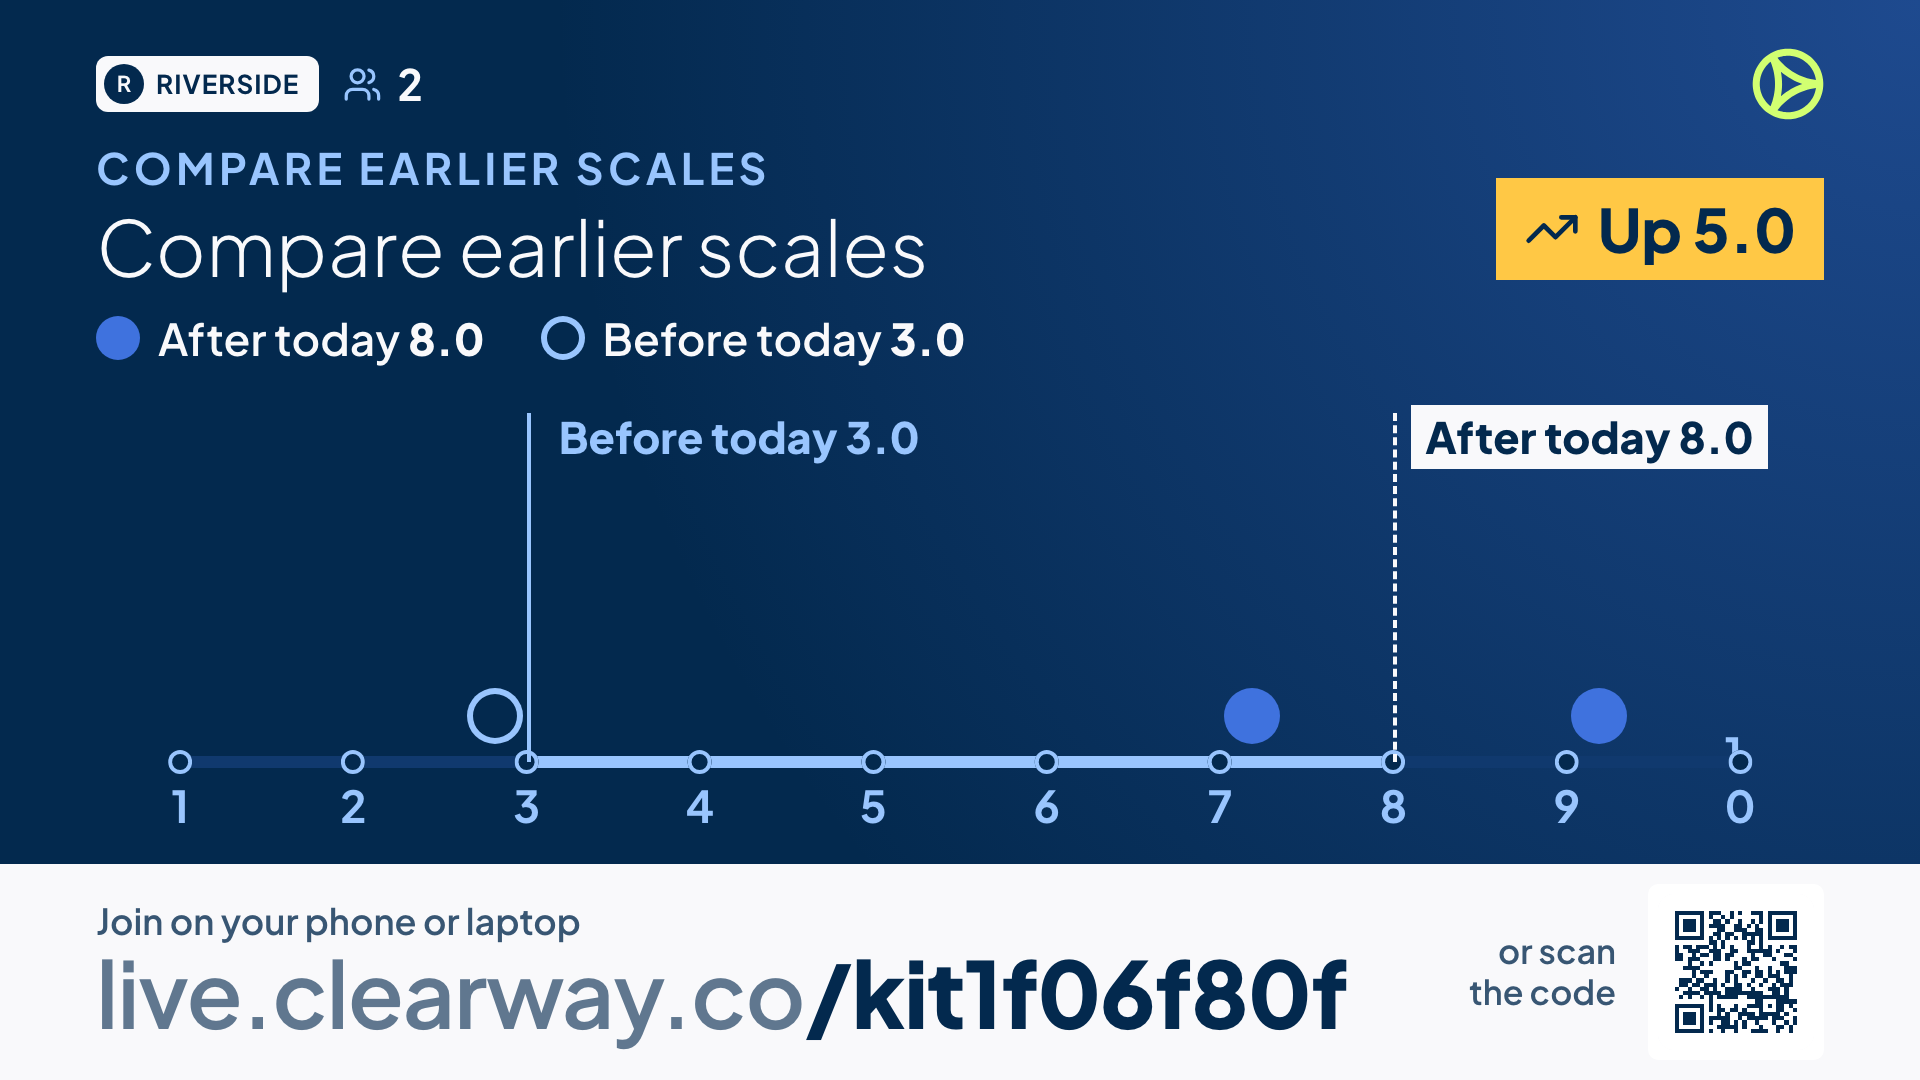 R RIVERSIDE 2
COMPARE EARLIER SCALES
Compare earlier scales
Up 5.0
After today 8.0 Before today 3.0
Before today 3.0 After today 8.0
1 2 3 4 5 6 7 8 9 10
Join on your phone or laptop
live.clearway.co/kit1f06f80f
or scan
the code